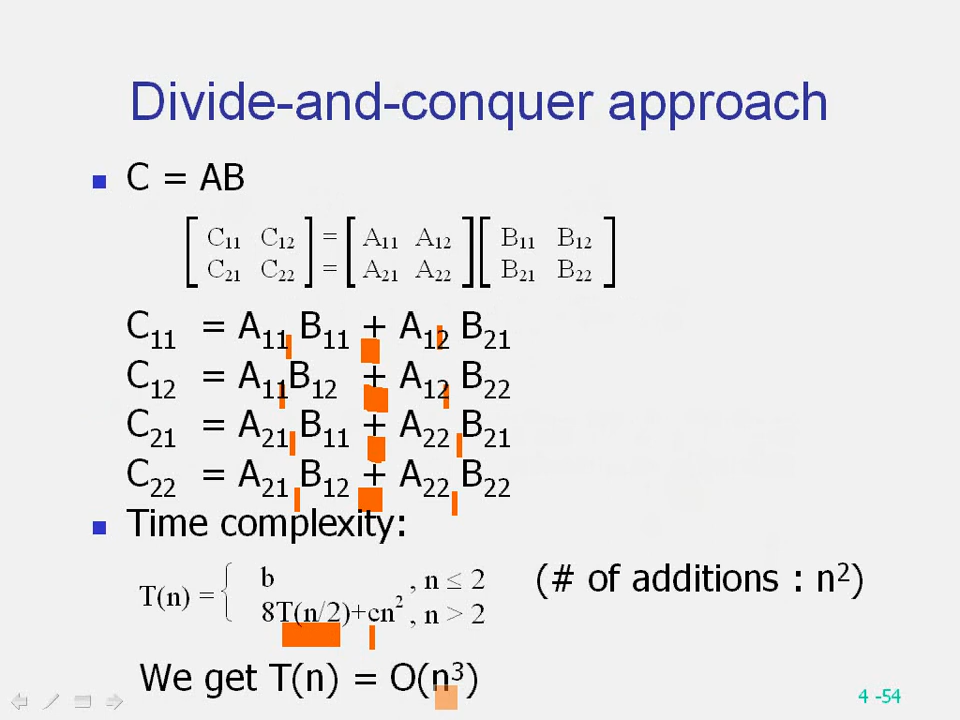 Divide-and-conquer approach
C = AB
[ C₁₁ C₁₂ ] = [ A₁₁ A₁₂ ] [ B₁₁ B₁₂ ]
[ C₂₁ C₂₂ ] = [ A₂₁ A₂₂ ] [ B₂₁ B₂₂ ]
C₁₁ = A₁₁ B₁₁ + A₁₂ B₂₁
C₁₂ = A₁₁B₁₂ + A₁₂ B₂₂
C₂₁ = A₂₁ B₁₁ + A₂₂ B₂₁
C₂₂ = A₂₁ B₁₂ + A₂₂ B₂₂
Time complexity:
T(n) = { b , n ≤ 2
8T(n/2)+cn² , n > 2
(# of additions : n²)
We get T(n) = O(n³)
4 -54